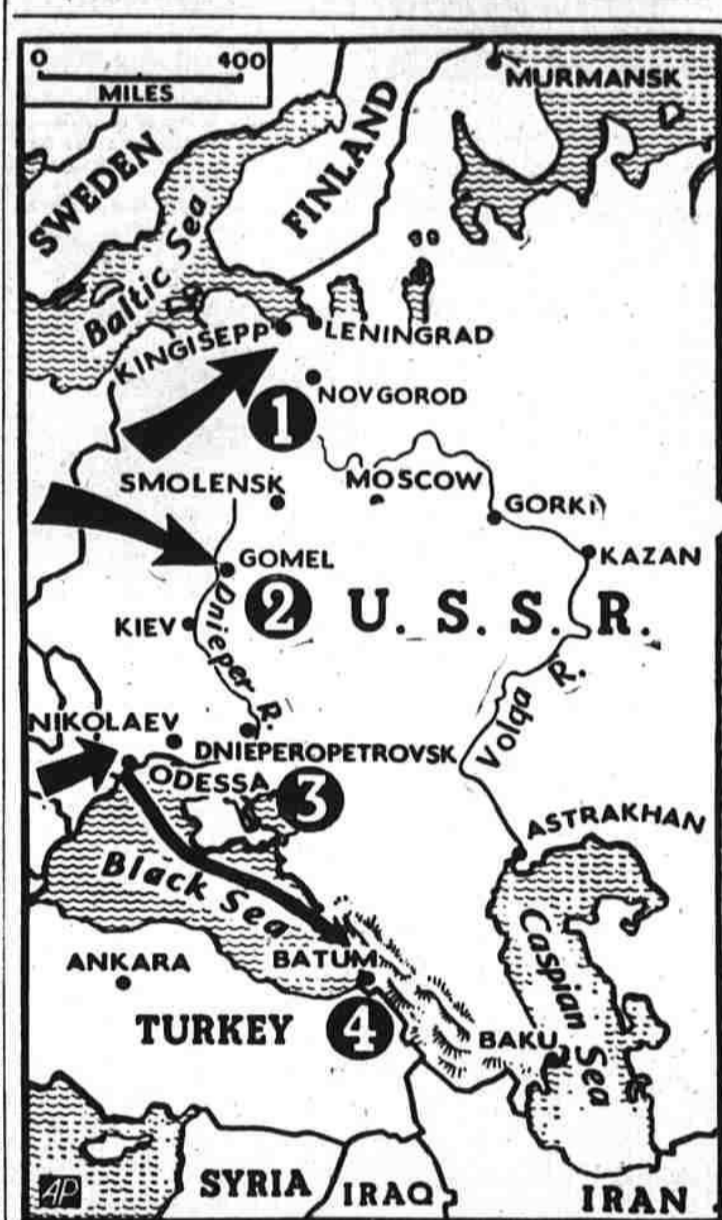 0 400
MILES
MURMANSK
SWEDEN
FINLAND
Baltic Sea
KINGISEPP
LENINGRAD
NOVGOROD
1
SMOLENSK
MOSCOW
GORKI
KAZAN
GOMEL
2
U. S. S. R.
KIEV
Dnieper R.
Volga R.
NIKOLAEV
DNIEPEROPETROVSK
ODESSA
3
ASTRAKHAN
Black Sea
Caspian Sea
ANKARA
BATUM
TURKEY
4
BAKU
AP
SYRIA
IRAQ
IRAN